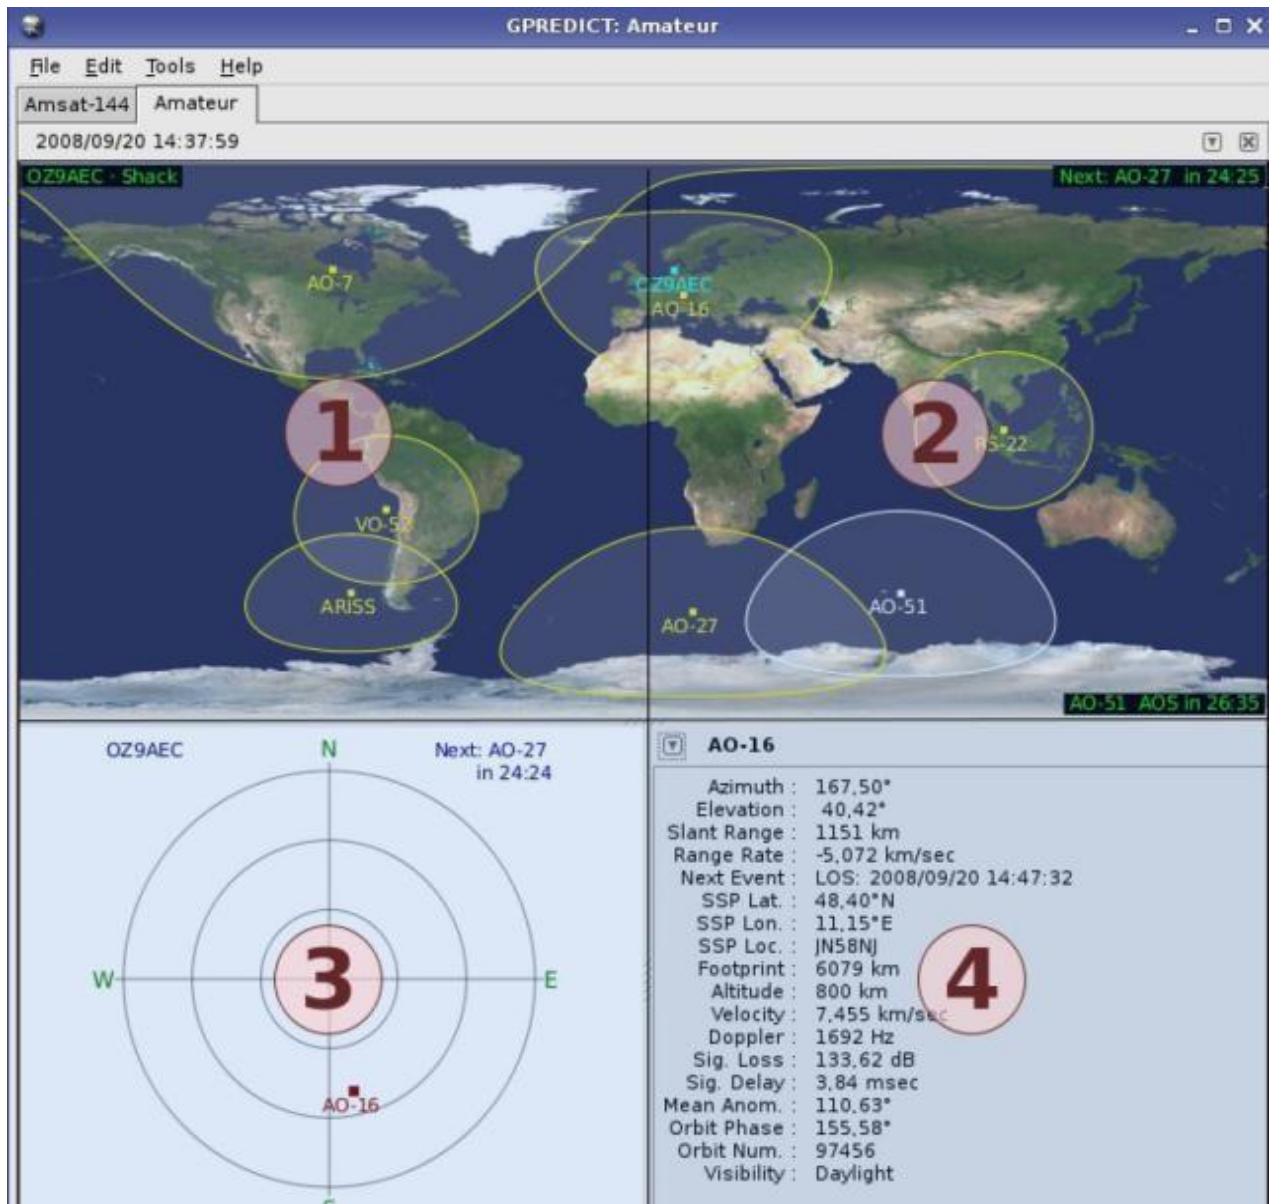 GPREDICT: Amateur
File Edit Tools Help
Amsat-144 Amateur
2008/09/20 14:37:59
OZ9AEC - Shack
Next: AO-27 in 24:25
AO-7
OZ9AEC
AO-16
1
2
RS-22
VO-52
ARISS
AO-27
AO-51
AO-51 AOS in 26:35
OZ9AEC
N
Next: AO-27
in 24:24
W
3
E
AO-16
S
AO-16
Azimuth : 167,50°
Elevation : 40,42°
Slant Range : 1151 km
Range Rate : -5,072 km/sec
Next Event : LOS: 2008/09/20 14:47:32
SSP Lat. : 48,40°N
SSP Lon. : 11,15°E
SSP Loc. : JN58NJ
Footprint : 6079 km
Altitude : 800 km
Velocity : 7,455 km/sec
Doppler : 1692 Hz
Sig. Loss : 133,62 dB
Sig. Delay : 3,84 msec
Mean Anom. : 110,63°
Orbit Phase : 155,58°
Orbit Num. : 97456
Visibility : Daylight
4